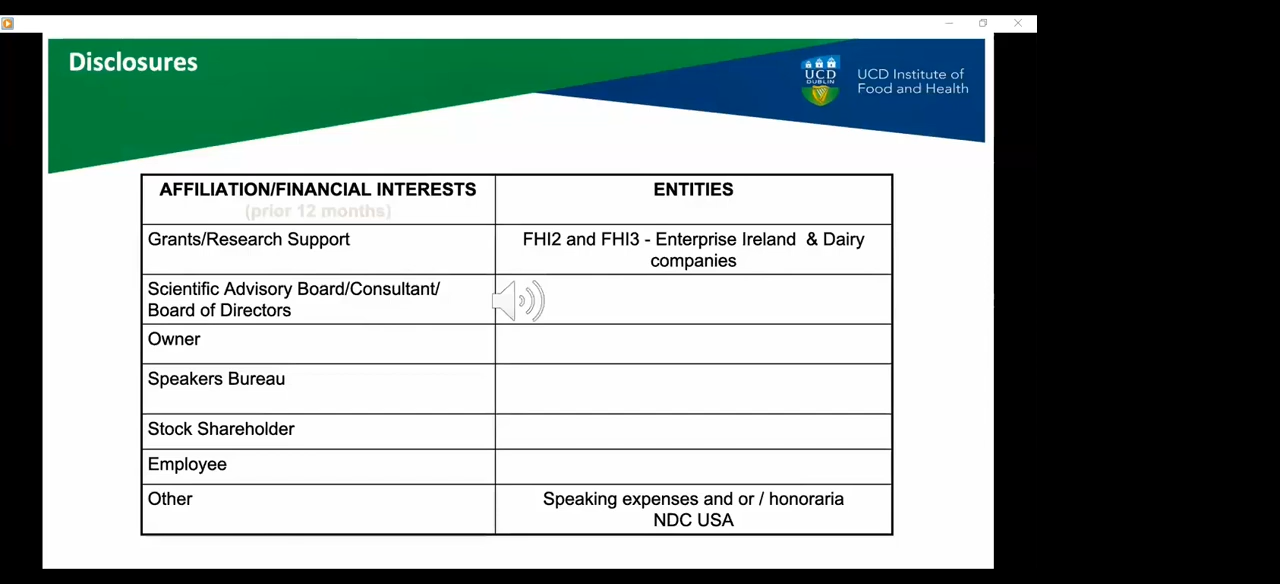 Disclosures
UCD
DUBLIN
UCD Institute of
Food and Health
AFFILIATION/FINANCIAL INTERESTS
(prior 12 months)
ENTITIES
Grants/Research Support
FHI2 and FHI3 - Enterprise Ireland & Dairy
companies
Scientific Advisory Board/Consultant/
Board of Directors
Owner
Speakers Bureau
Stock Shareholder
Employee
Other
Speaking expenses and or / honoraria
NDC USA